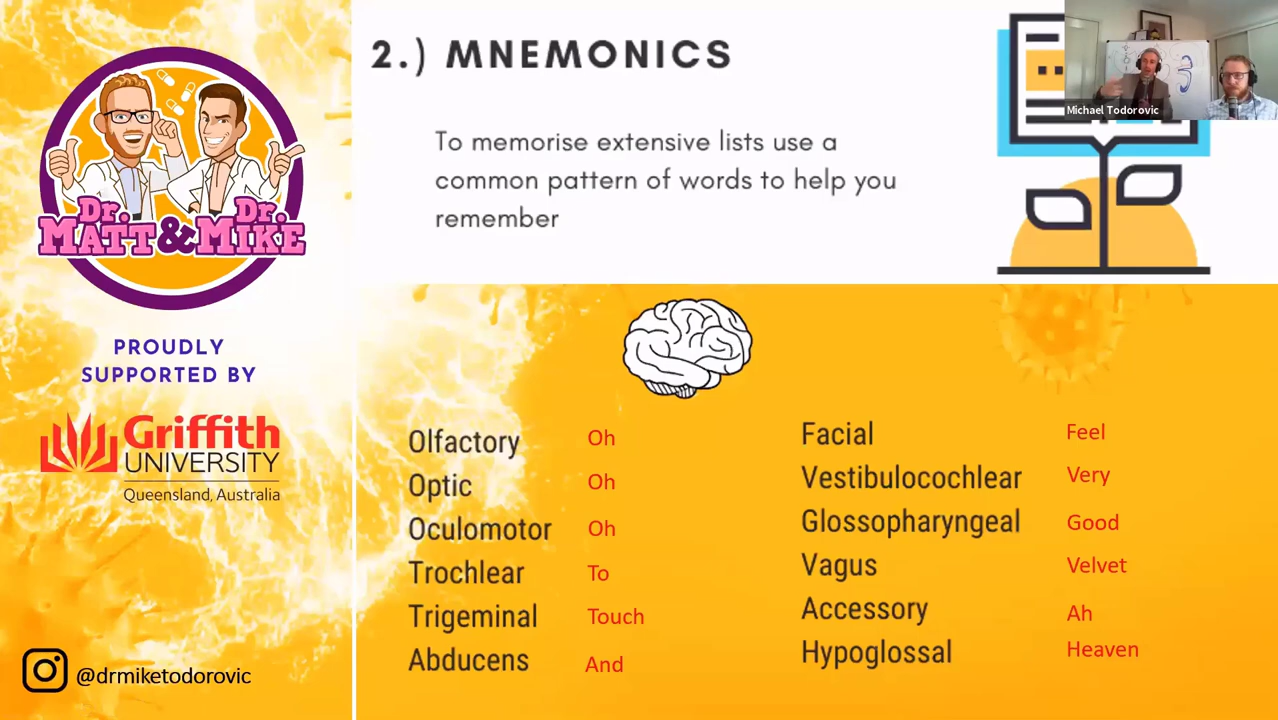 2.) MNEMONICS
To memorise extensive lists use a
common pattern of words to help you
remember
Michael Todorovic
Dr. Dr.
MATT & MIKE
PROUDLY
SUPPORTED BY
Griffith
UNIVERSITY
Queensland, Australia
@drmiketodorovic
Olfactory Oh
Optic Oh
Oculomotor Oh
Trochlear To
Trigeminal Touch
Abducens And
Facial Feel
Vestibulocochlear Very
Glossopharyngeal Good
Vagus Velvet
Accessory Ah
Hypoglossal Heaven